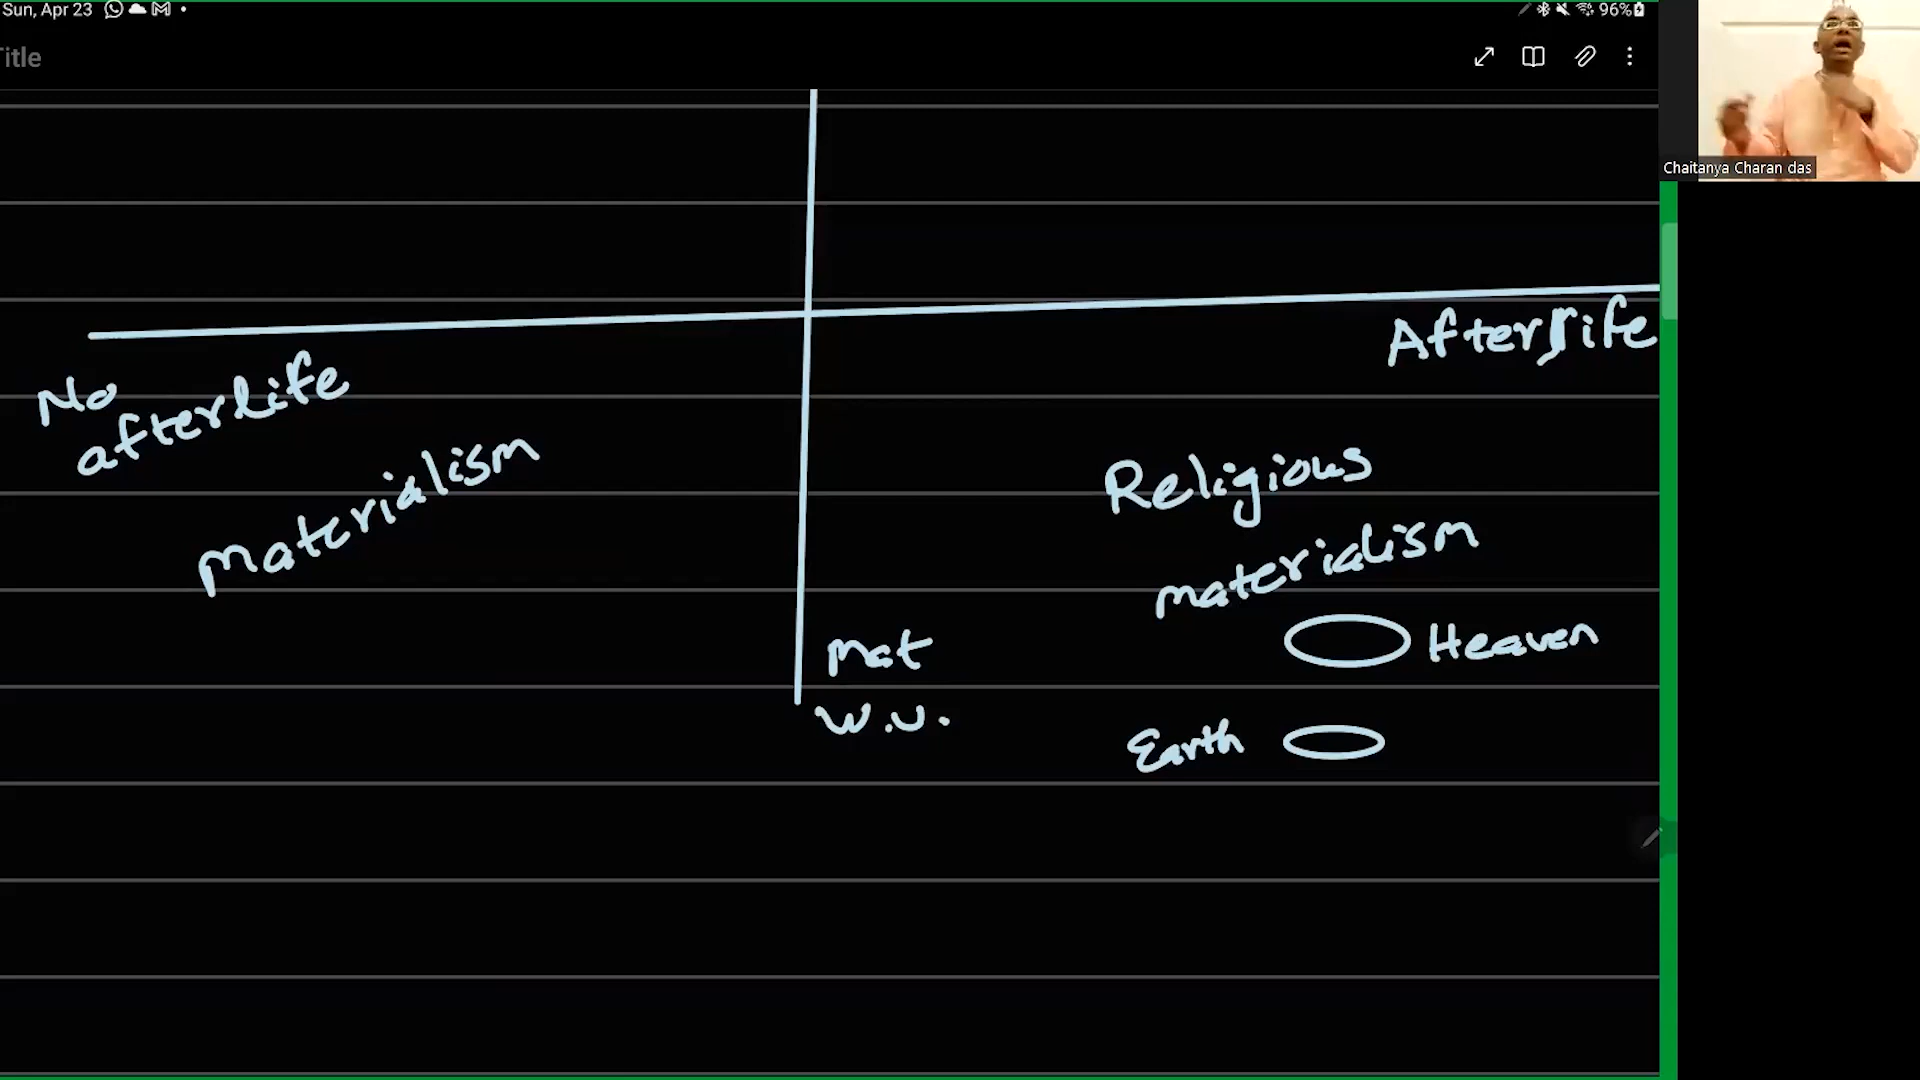 Sun, Apr 23
96%
Title
Chaitanya Charan das
Afterlife
No
afterlife
materialism
Religious
materialism
Heaven
Mat
W.V.
Earth